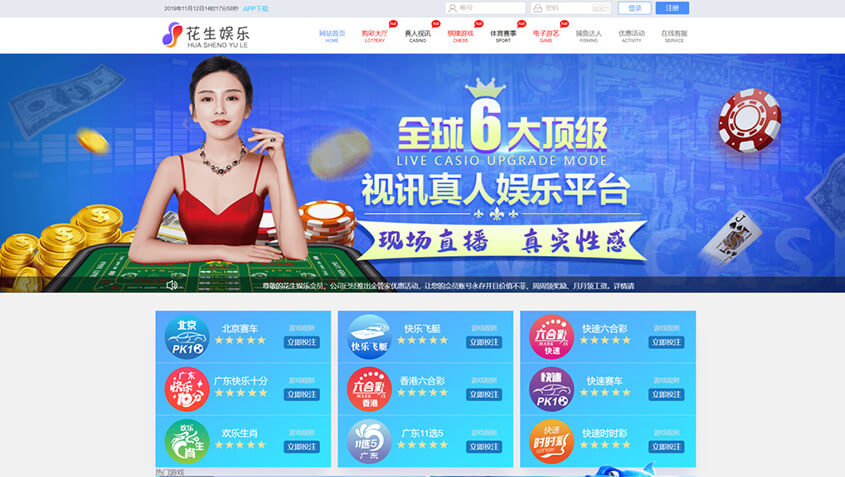 2019年11月12日14时17分58秒 APP下载
账号 密码 登录 注册
花生娱乐
HUA SHENG YU LE
网站首页 购彩大厅 真人视讯 棋牌游戏 体育赛事 电子游艺 捕鱼达人 优惠活动 在线客服
HOME LOTTERY CASINO CHESS SPORT GAME FISHING ACTIVITY SERVICE
全球6大顶级
LIVE CASIO UPGRADE MODE
视讯真人娱乐平台
现场直播 真实性感
尊敬的花生娱乐会员，公司已经推出金管家优惠活动，让您的会员账号永存并且价值不菲，周周领奖励、月月领工资。详情请
北京 PK10 北京赛车 游戏规则 立即投注
快乐飞艇 快乐飞艇 游戏规则 立即投注
六合彩 MARK SIX 快速 快速六合彩 游戏规则 立即投注
广东 快乐10分 广东快乐十分 游戏规则 立即投注
六合彩 MARK SIX 香港 香港六合彩 游戏规则 立即投注
快速 PK10 快速赛车 游戏规则 立即投注
欢乐 生肖 欢乐生肖 游戏规则 立即投注
11选5 广东 广东11选5 游戏规则 立即投注
快速 时时彩 LOTTERY 快速时时彩 游戏规则 立即投注
热门游戏